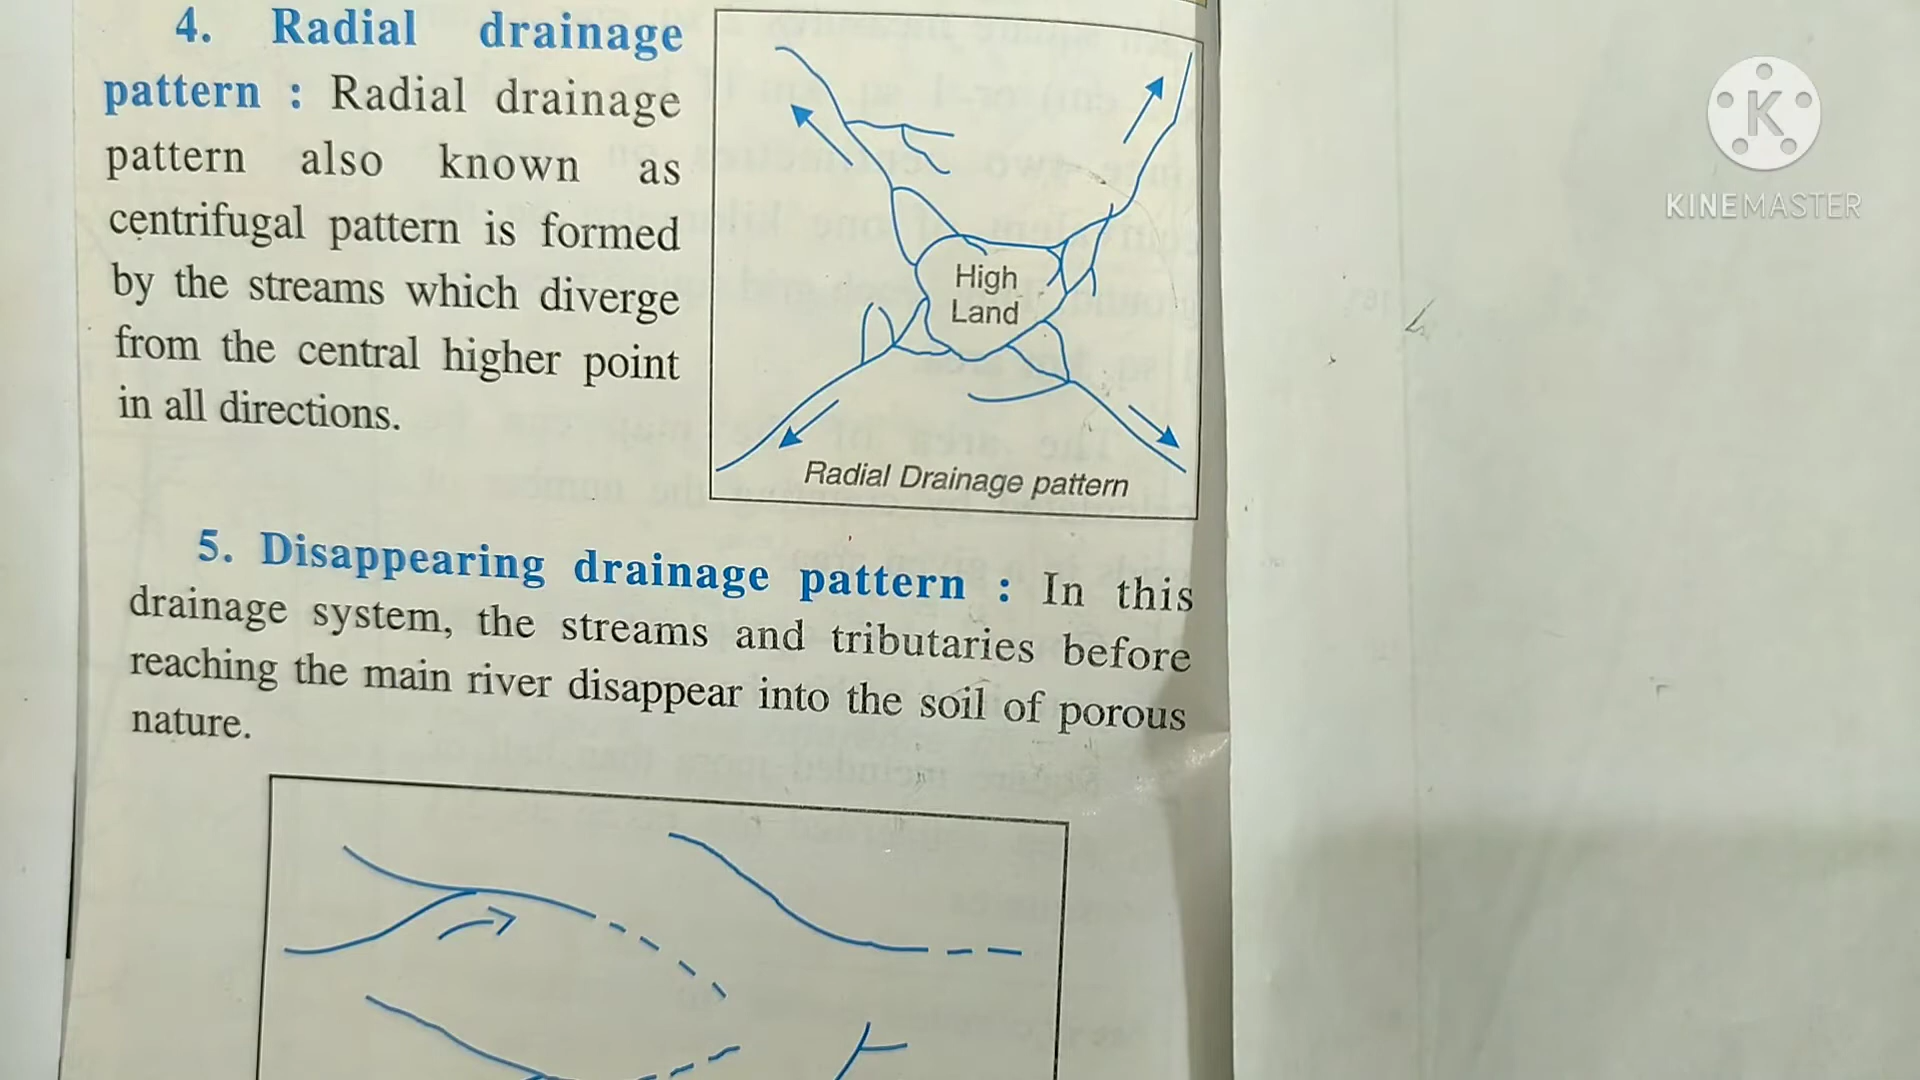 4. Radial drainage
pattern : Radial drainage
pattern also known as
centrifugal pattern is formed
by the streams which diverge
from the central higher point
in all directions.
High
Land
Radial Drainage pattern
5. Disappearing drainage pattern : In this
drainage system, the streams and tributaries before
reaching the main river disappear into the soil of porous
nature.
K
KINEMASTER